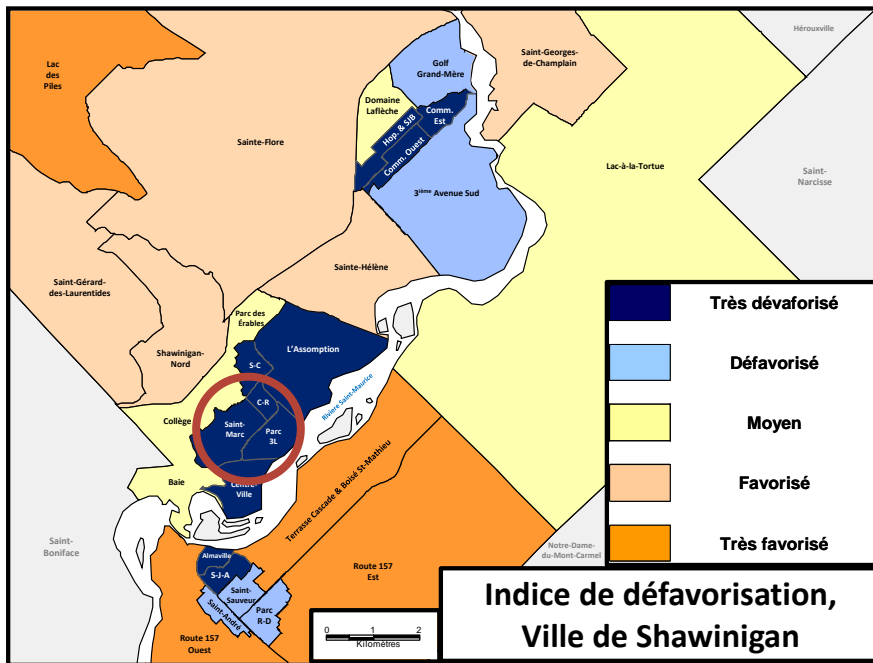 Hérouxville
Saint-Georges-
de-Champlain
Golf
Grand-Mère
Lac
des
Piles
Domaine
Laflèche
Comm.
Est
Hop. & SJB
Sainte-Flore
Comm. Ouest
Lac-à-la-Tortue
Saint-
Narcisse
3ième Avenue Sud
Sainte-Hélène
Saint-Gérard
des-Laurentides
Parc des
Érables
L'Assomption
Shawinigan-
Nord
S-C
Riviere Saint-Maurice
C-R
Collège
Saint-
Marc
Parc
3L
Baie
Centre-
Ville
Terrasse Cascade & Boisé St-Mathieu
Saint-
Boniface
Almaville
S-J-A
Saint-
Sauveur
Saint-André
Parc
R-D
Route 157
Est
Notre-Dame-
du-Mont-Carmel
Route 157
Ouest
Très dévaforisé
Défavorisé
Moyen
Favorisé
Très favorisé
0 1 2
Kilomètres
Indice de défavorisation,
Ville de Shawinigan